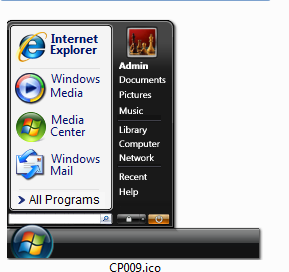 Internet
Explorer
Windows
Media
Media
Center
Windows
Mail
All Programs
Admin
Documents
Pictures
Music
Library
Computer
Network
Recent
Help
CP009.ico